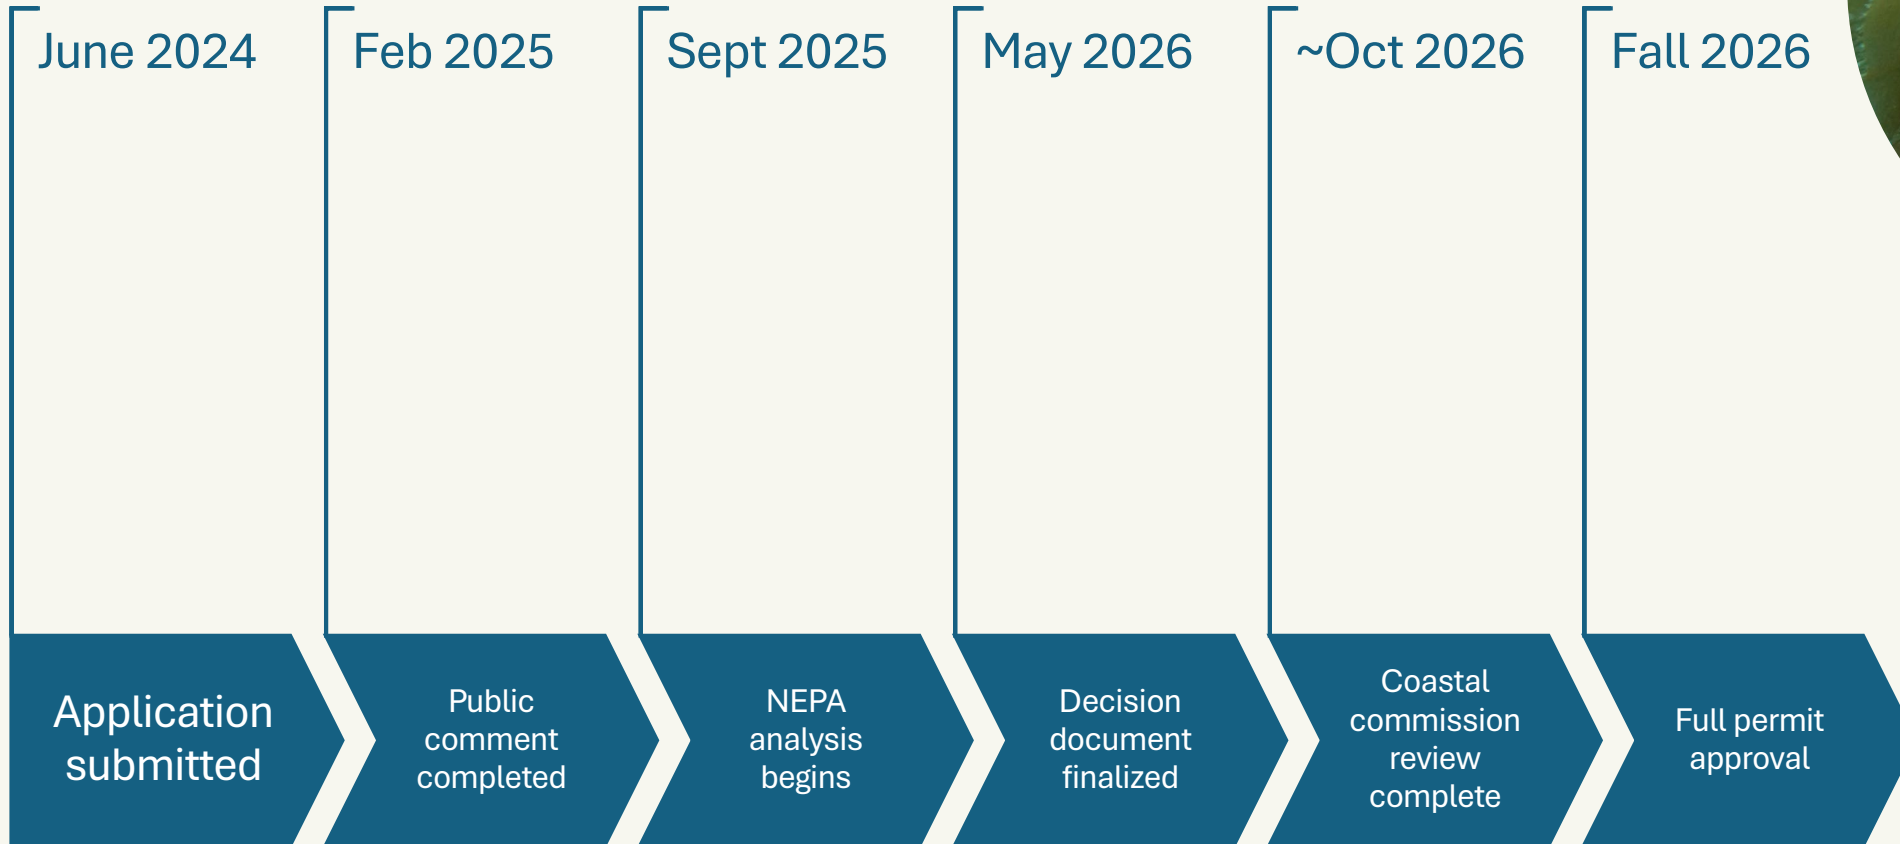 June 2024
Feb 2025
Sept 2025
May 2026
~Oct 2026
Fall 2026
Application
submitted
Public
comment
completed
NEPA
analysis
begins
Decision
document
finalized
Coastal
commission
review
complete
Full permit
approval